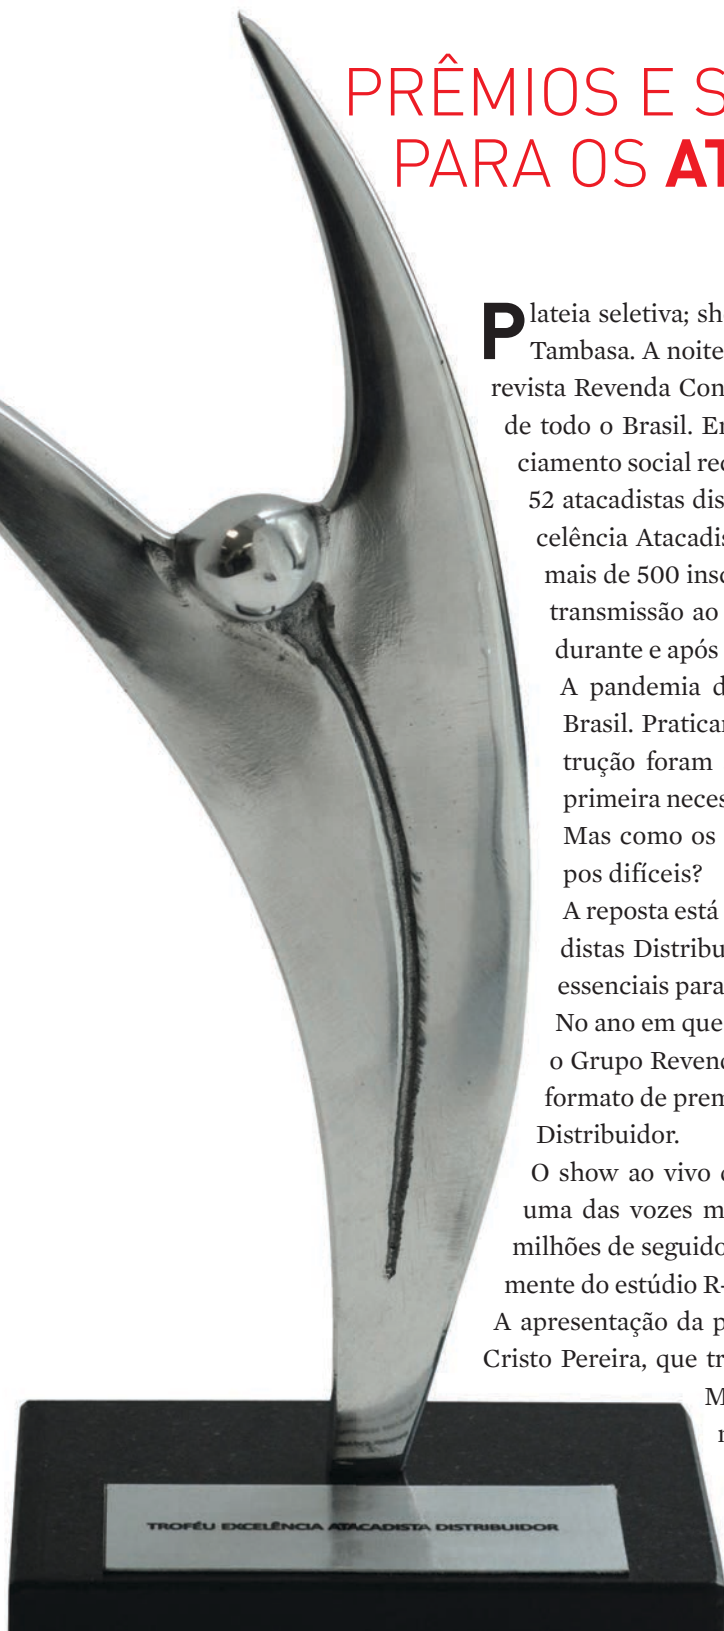 PRÊMIOS E S
PARA OS AT
Plateia seletiva; sh
Tambasa. A noite
revista Revenda Con
de todo o Brasil. E
ciamento social rec
52 atacadistas dis
celência Atacadis
mais de 500 insc
transmissão ao
durante e após
A pandemia d
Brasil. Pratica
trução foram
primeira neces
Mas como os
pos difíceis?
A reposta está
distas Distribu
essenciais para
No ano em que
o Grupo Revend
formato de prem
Distribuidor.
O show ao vivo
uma das vozes m
milhões de seguido
mente do estúdio R-
A apresentação da p
Cristo Pereira, que tr
M
TROFÉU EXCELÊNCIA ATACADISTA DISTRIBUIDOR